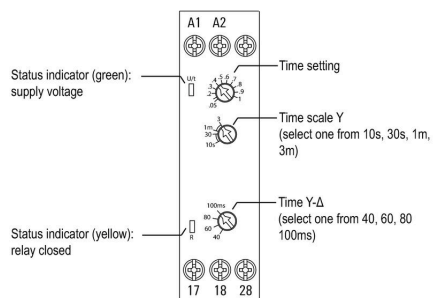 A1 A2
Status indicator (green):
supply voltage
U/t
.05
.2
.3
.4
.5
.6
.7
.8
.9
1
Time setting
3
1m
30
10s
Time scale Y
(select one from 10s, 30s, 1m,
3m)
100ms
80
60
40
Time Y-Δ
(select one from 40, 60, 80
100ms)
Status indicator (yellow):
relay closed
R
17 18 28